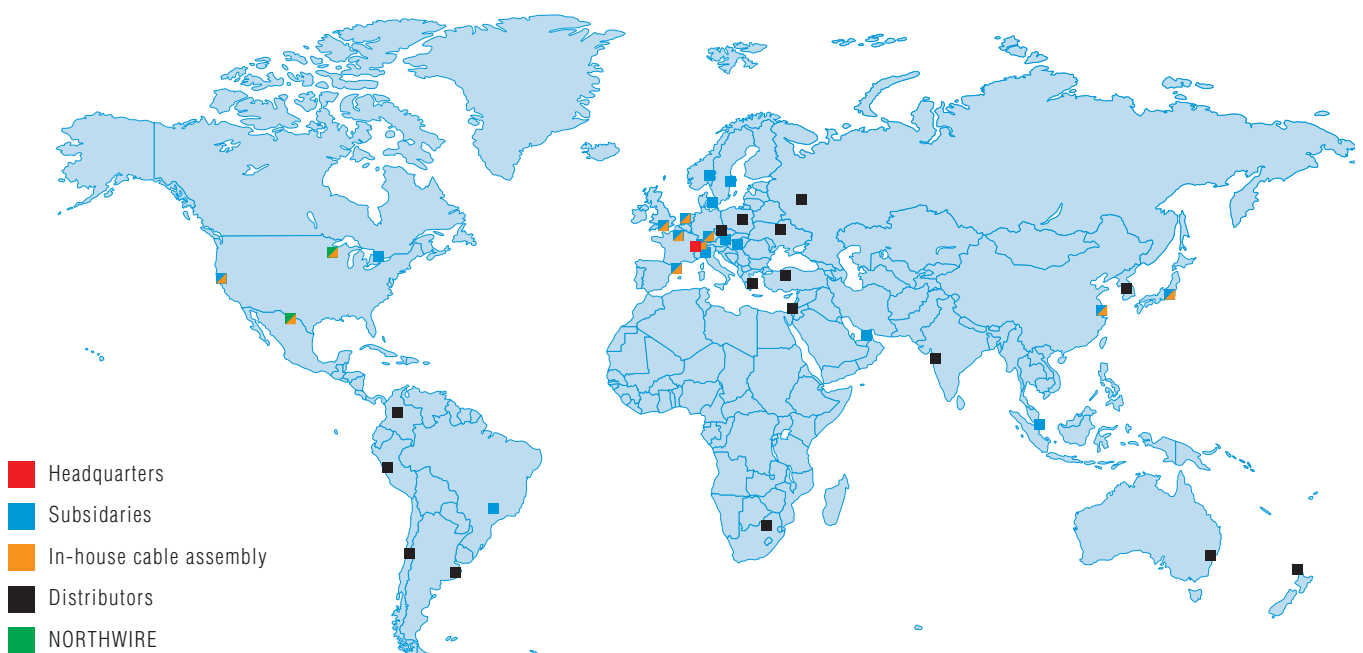 Headquarters
Subsidaries
In-house cable assembly
Distributors
NORTHWIRE